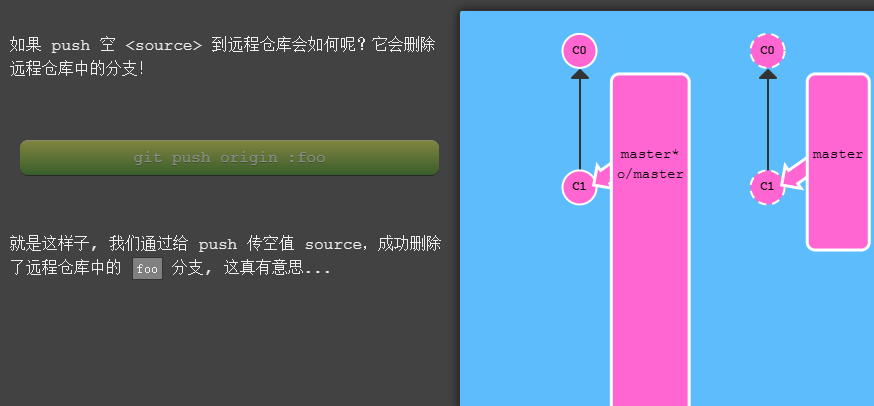 如果 push 空 <source> 到远程仓库会如何呢？它会删除
远程仓库中的分支！
git push origin :foo
就是这样子, 我们通过给 push 传空值 source，成功删除
了远程仓库中的 foo 分支, 这真有意思...
C0
C1
master*
o/master
C0
C1
master